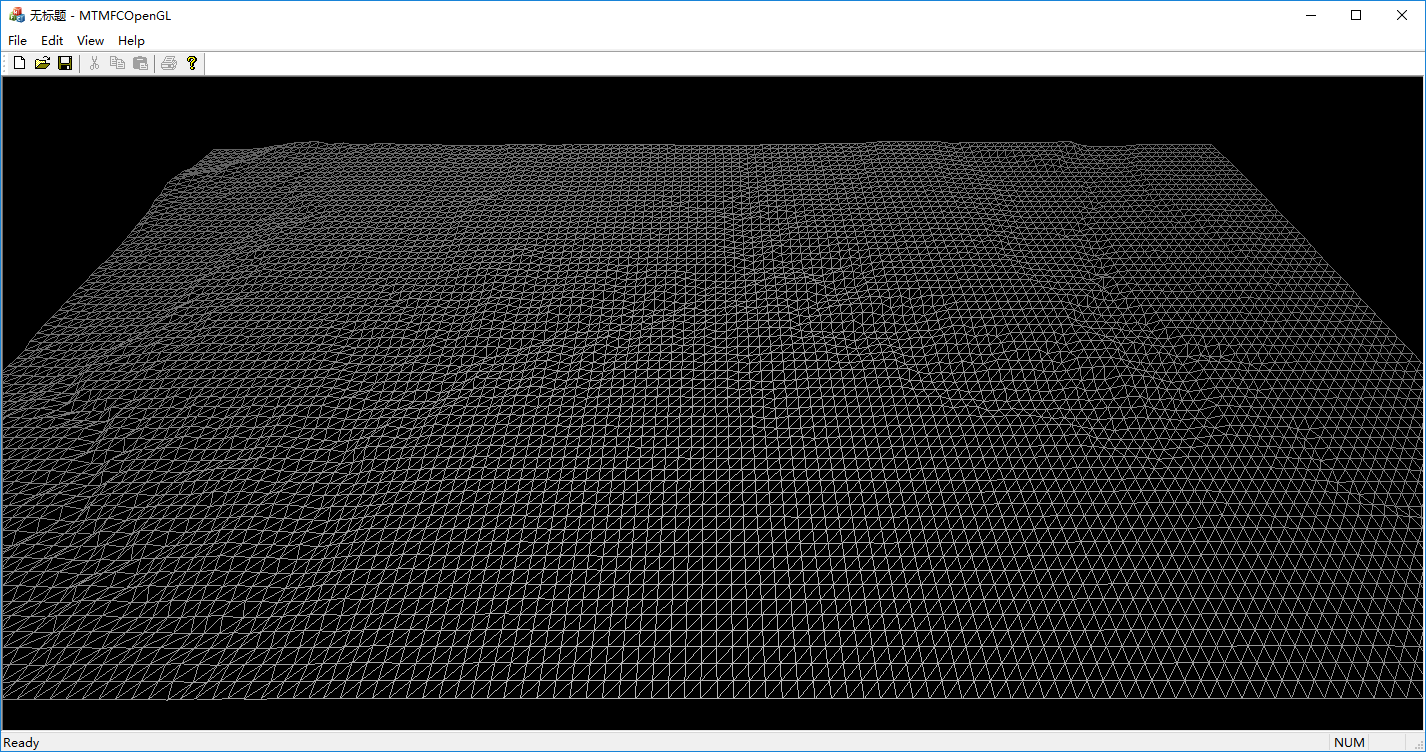 无标题 - MTMFCOpenGL
File Edit View Help
Ready NUM